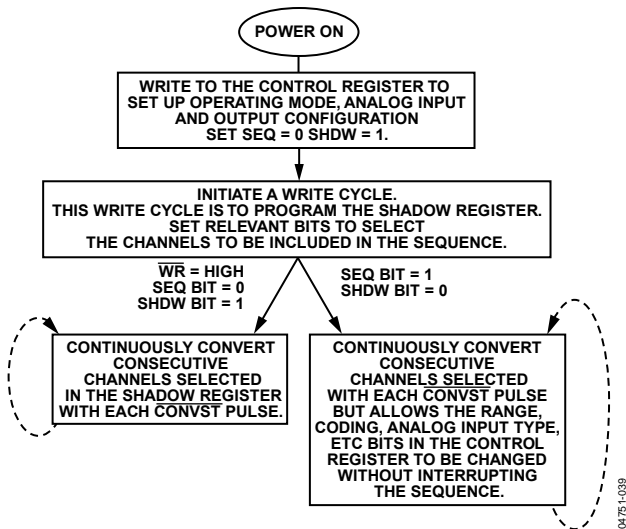 POWER ON
WRITE TO THE CONTROL REGISTER TO
SET UP OPERATING MODE, ANALOG INPUT
AND OUTPUT CONFIGURATION
SET SEQ = 0 SHDW = 1.
INITIATE A WRITE CYCLE.
THIS WRITE CYCLE IS TO PROGRAM THE SHADOW REGISTER.
SET RELEVANT BITS TO SELECT
THE CHANNELS TO BE INCLUDED IN THE SEQUENCE.
W̅R̅ = HIGH
SEQ BIT = 0
SHDW BIT = 1
SEQ BIT = 1
SHDW BIT = 0
CONTINUOUSLY CONVERT
CONSECUTIVE
CHANNELS SELECTED
IN THE SHADOW REGISTER
WITH EACH C̅O̅N̅V̅S̅T̅ PULSE.
CONTINUOUSLY CONVERT
CONSECUTIVE
CHANNELS SELECTED
WITH EACH C̅O̅N̅V̅S̅T̅ PULSE
BUT ALLOWS THE RANGE,
CODING, ANALOG INPUT TYPE,
ETC BITS IN THE CONTROL
REGISTER TO BE CHANGED
WITHOUT INTERRUPTING
THE SEQUENCE.
04751-039